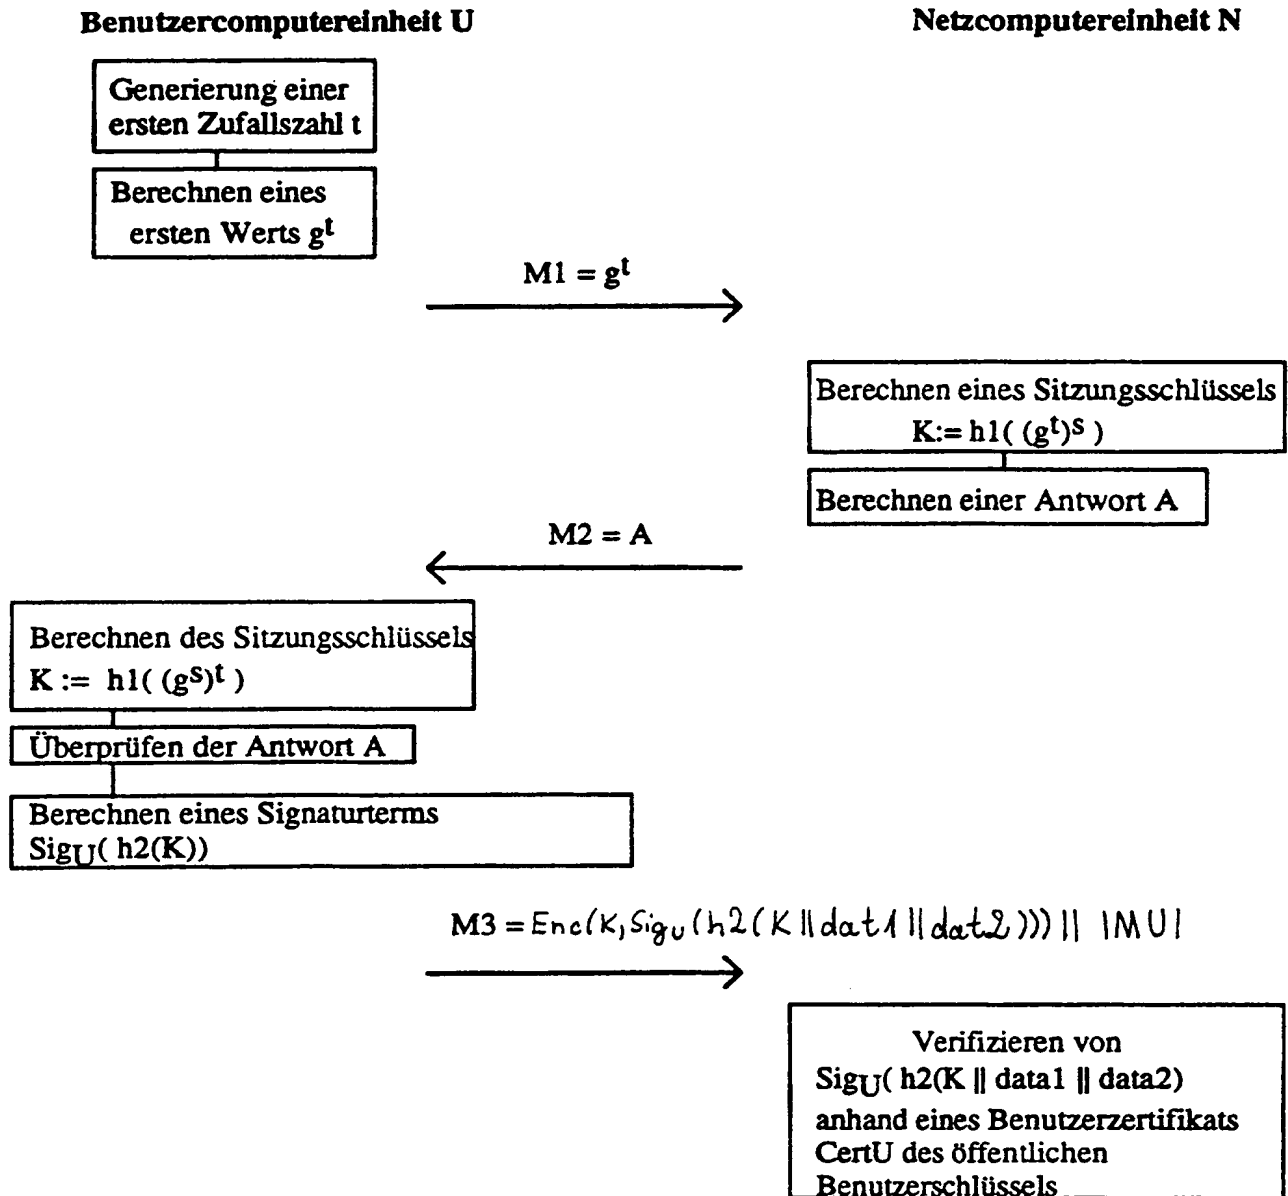 Benutzercomputereinheit U
Netzcomputereinheit N
Generierung einer
ersten Zufallszahl t
Berechnen eines
ersten Werts g^t
M1 = g^t
Berechnen eines Sitzungsschlüssels
K:= h1( (g^t)^s )
Berechnen einer Antwort A
M2 = A
Berechnen des Sitzungsschlüssels
K := h1( (g^s)^t )
Überprüfen der Antwort A
Berechnen eines Signaturterms
Sig_U( h2(K))
M3 = Enc(K, Sig_U (h2(K || dat1 || dat2))) || IMUI
Verifizieren von
Sig_U( h2(K || data1 || data2)
anhand eines Benutzerzertifikats
CertU des öffentlichen
Benutzerschlüssels